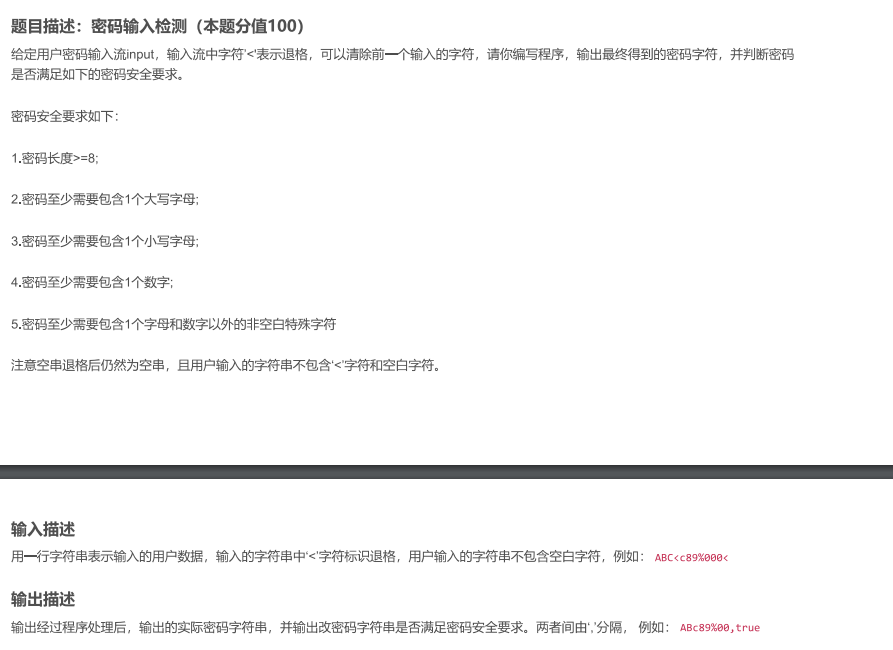 题目描述：密码输入检测（本题分值100）
给定用户密码输入流input，输入流中字符'<'表示退格，可以清除前一个输入的字符，请你编写程序，输出最终得到的密码字符，并判断密码
是否满足如下的密码安全要求。
密码安全要求如下：
1.密码长度>=8;
2.密码至少需要包含1个大写字母;
3.密码至少需要包含1个小写字母;
4.密码至少需要包含1个数字;
5.密码至少需要包含1个字母和数字以外的非空白特殊字符
注意空串退格后仍然为空串，且用户输入的字符串不包含'<'字符和空白字符。
输入描述
用一行字符串表示输入的用户数据，输入的字符串中'<'字符标识退格，用户输入的字符串不包含空白字符，例如： ABC<c89%000<
输出描述
输出经过程序处理后，输出的实际密码字符串，并输出改密码字符串是否满足密码安全要求。两者间由','分隔， 例如： ABc89%00,true